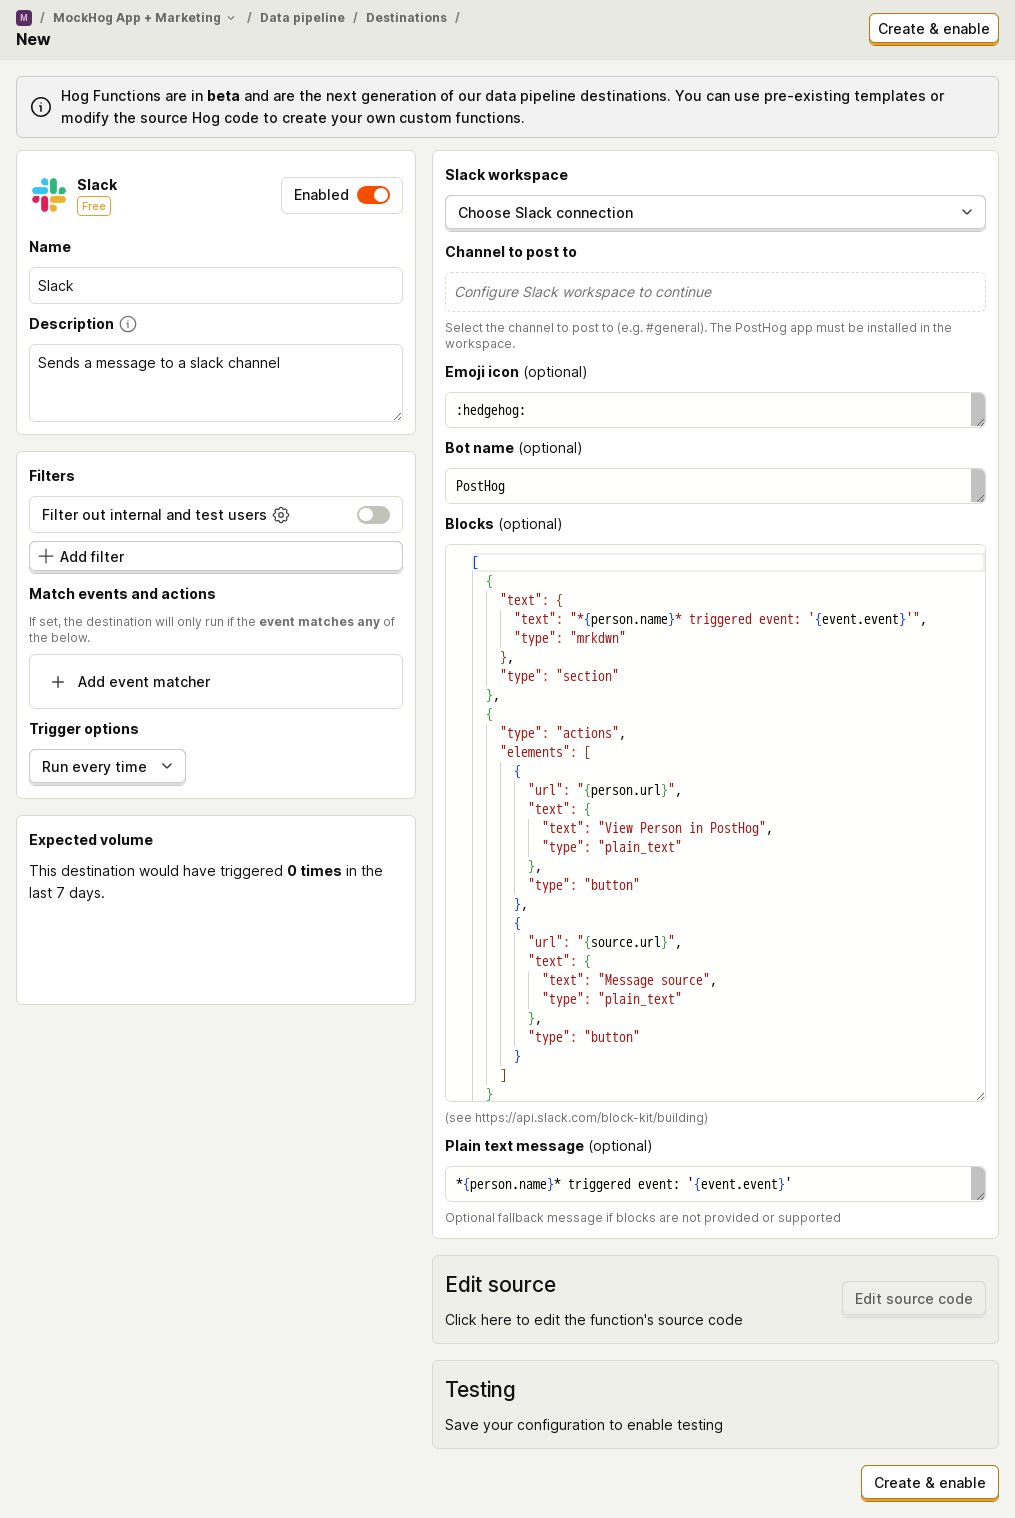 M / MockHog App + Marketing / Data pipeline / Destinations /
New
Create & enable
Hog Functions are in beta and are the next generation of our data pipeline destinations. You can use pre-existing templates or
modify the source Hog code to create your own custom functions.
Slack
Free
Enabled
Name
Slack
Description
Sends a message to a slack channel
Filters
Filter out internal and test users
Add filter
Match events and actions
If set, the destination will only run if the event matches any of
the below.
Add event matcher
Trigger options
Run every time
Expected volume
This destination would have triggered 0 times in the
last 7 days.
Slack workspace
Choose Slack connection
Channel to post to
Configure Slack workspace to continue
Select the channel to post to (e.g. #general). The PostHog app must be installed in the
workspace.
Emoji icon (optional)
:hedgehog:
Bot name (optional)
PostHog
Blocks (optional)
[
{
"text": {
"text": "*{person.name}* triggered event: '{event.event}'",
"type": "mrkdwn"
},
"type": "section"
},
{
"type": "actions",
"elements": [
{
"url": "{person.url}",
"text": {
"text": "View Person in PostHog",
"type": "plain_text"
},
"type": "button"
},
{
"url": "{source.url}",
"text": {
"text": "Message source",
"type": "plain_text"
},
"type": "button"
}
]
}
(see https://api.slack.com/block-kit/building)
Plain text message (optional)
*{person.name}* triggered event: '{event.event}'
Optional fallback message if blocks are not provided or supported
Edit source
Click here to edit the function's source code
Edit source code
Testing
Save your configuration to enable testing
Create & enable